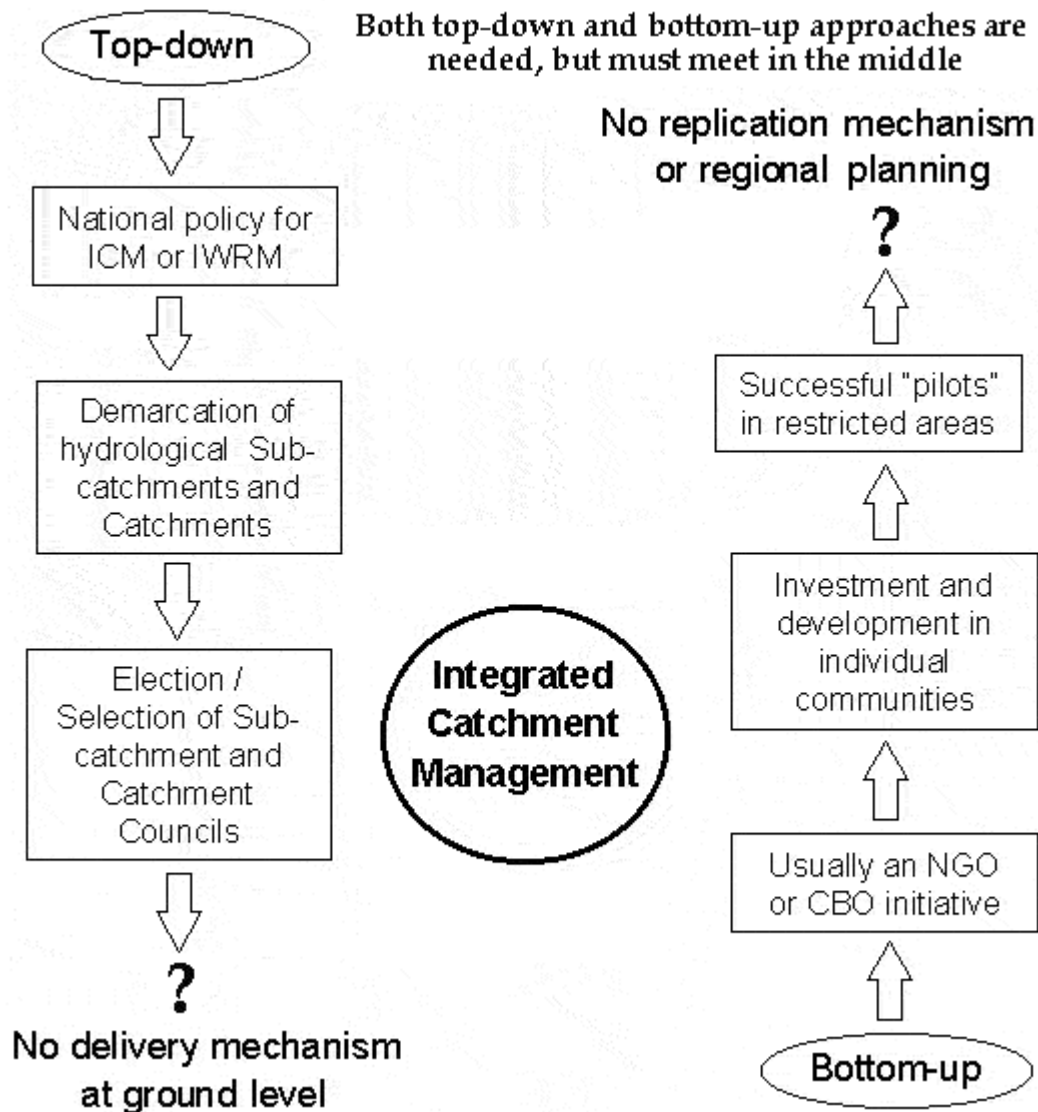 Top-down
Both top-down and bottom-up approaches are
needed, but must meet in the middle
National policy for
ICM or IWRM
Demarcation of
hydrological Sub-
catchments and
Catchments
Election /
Selection of Sub-
catchment and
Catchment
Councils
?
No delivery mechanism
at ground level
Integrated
Catchment
Management
No replication mechanism
or regional planning
?
Successful "pilots"
in restricted areas
Investment and
development in
individual
communities
Usually an NGO
or CBO initiative
Bottom-up